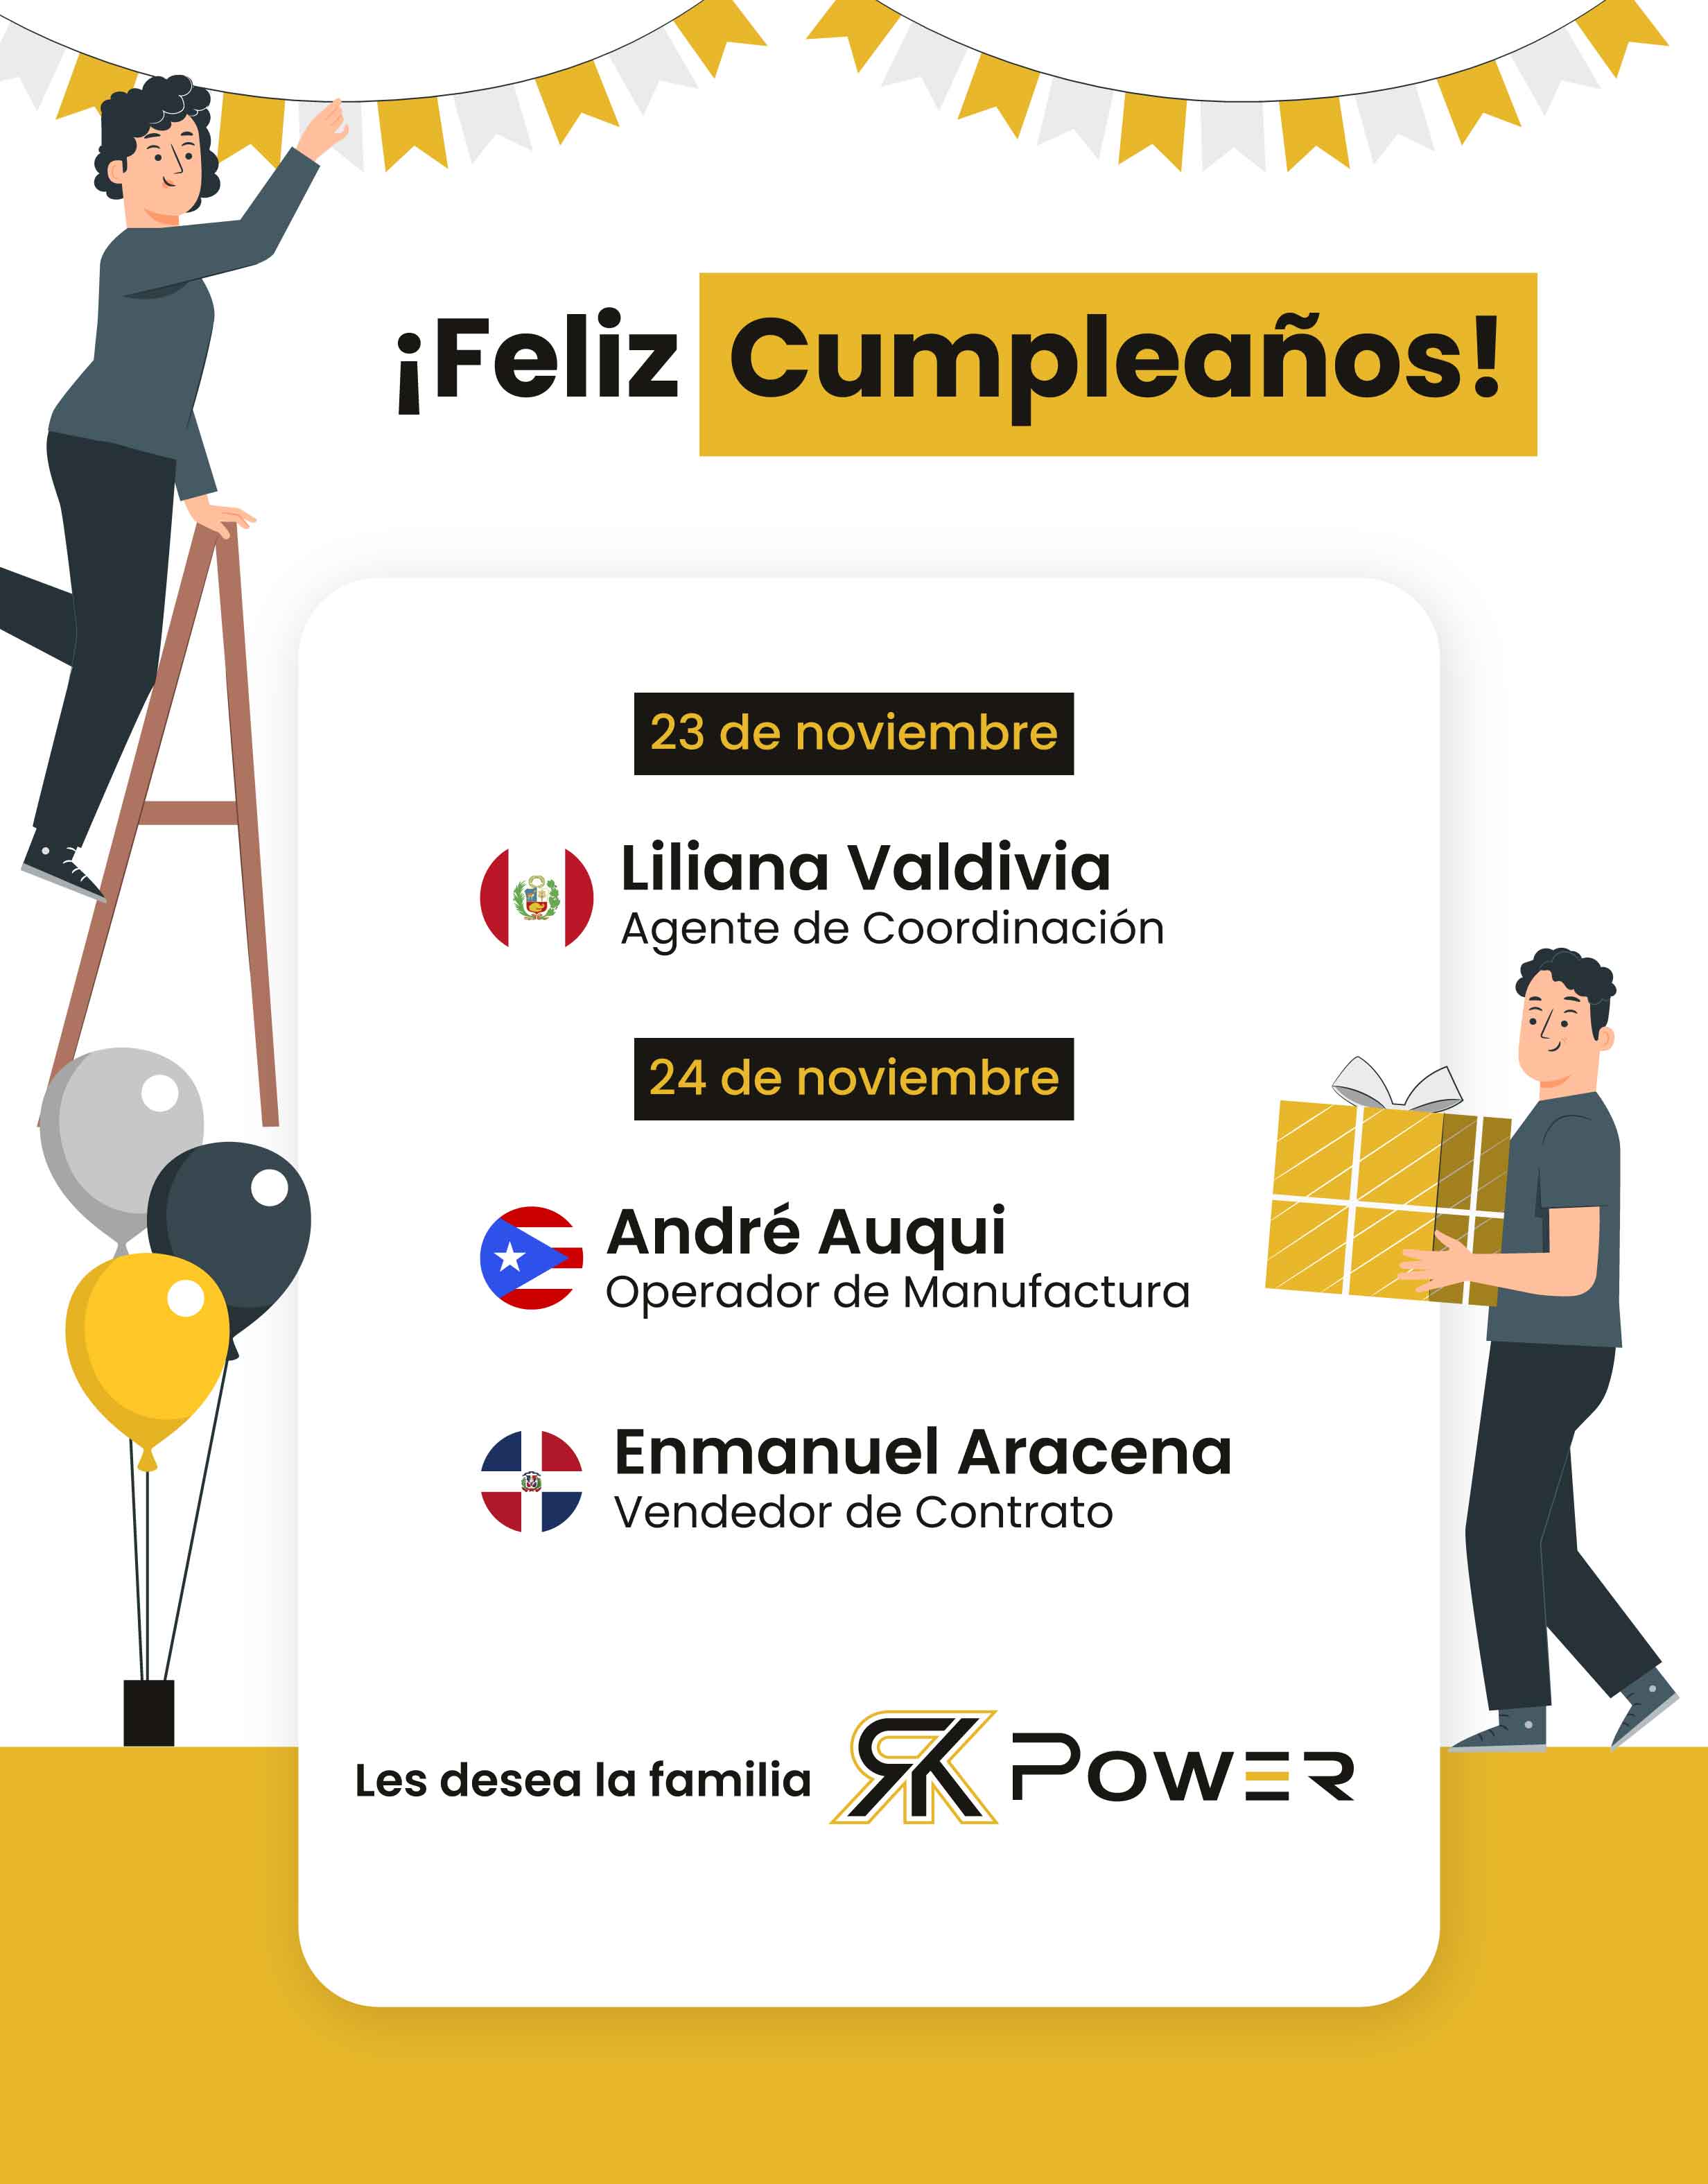 ¡Feliz Cumpleaños!
23 de noviembre
Liliana Valdivia
Agente de Coordinación
24 de noviembre
André Auqui
Operador de Manufactura
Enmanuel Aracena
Vendedor de Contrato
Les desea la familia RK Power